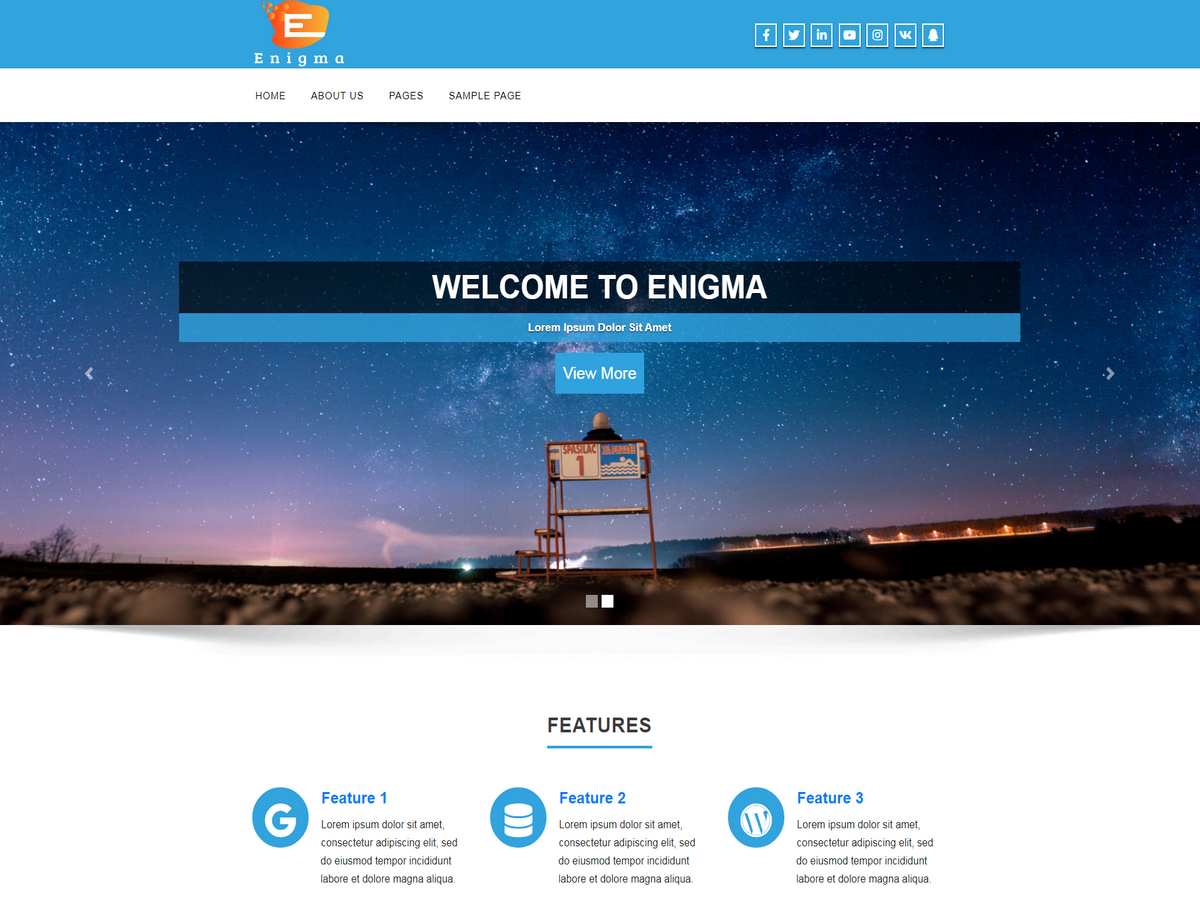 Enigma
HOME ABOUT US PAGES SAMPLE PAGE
WELCOME TO ENIGMA
Lorem Ipsum Dolor Sit Amet
View More
SPASILAC
1
FEATURES
Feature 1
Lorem ipsum dolor sit amet,
consectetur adipiscing elit, sed
do eiusmod tempor incididunt
labore et dolore magna aliqua.
Feature 2
Lorem ipsum dolor sit amet,
consectetur adipiscing elit, sed
do eiusmod tempor incididunt
labore et dolore magna aliqua.
Feature 3
Lorem ipsum dolor sit amet,
consectetur adipiscing elit, sed
do eiusmod tempor incididunt
labore et dolore magna aliqua.